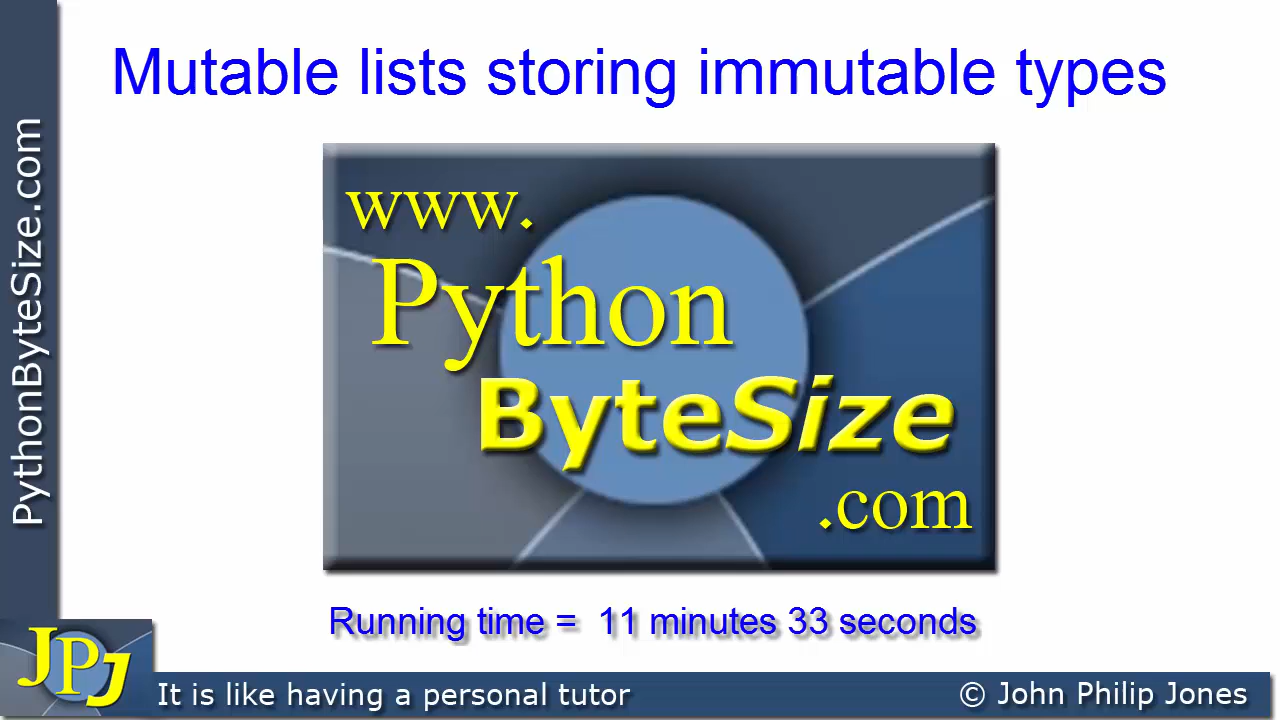 Mutable lists storing immutable types
PythonByteSize.com
www.
Python
ByteSize
.com
Running time = 11 minutes 33 seconds
JPJ
It is like having a personal tutor
© John Philip Jones